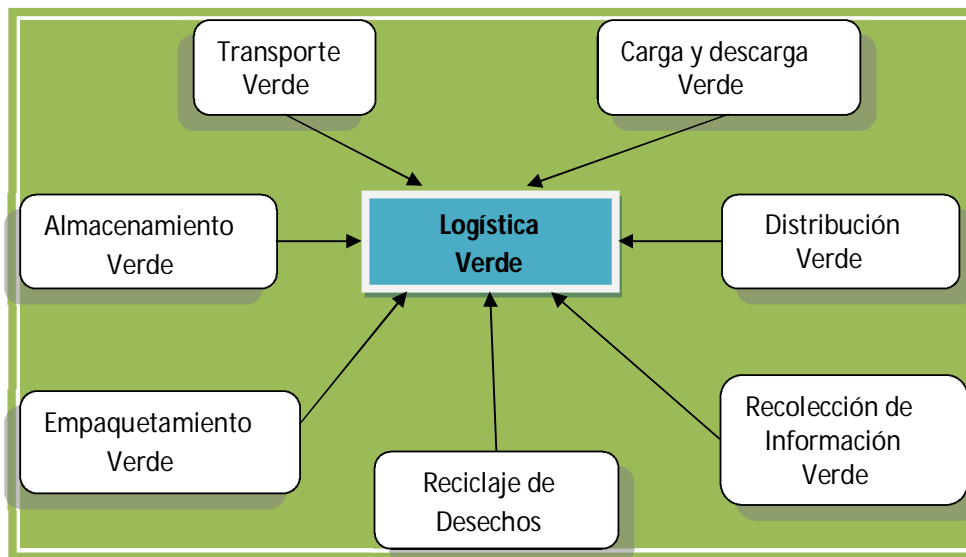 Transporte
Verde
Carga y descarga
Verde
Almacenamiento
Verde
Logística
Verde
Distribución
Verde
Empaquetamiento
Verde
Reciclaje de
Desechos
Recolección de
Información
Verde